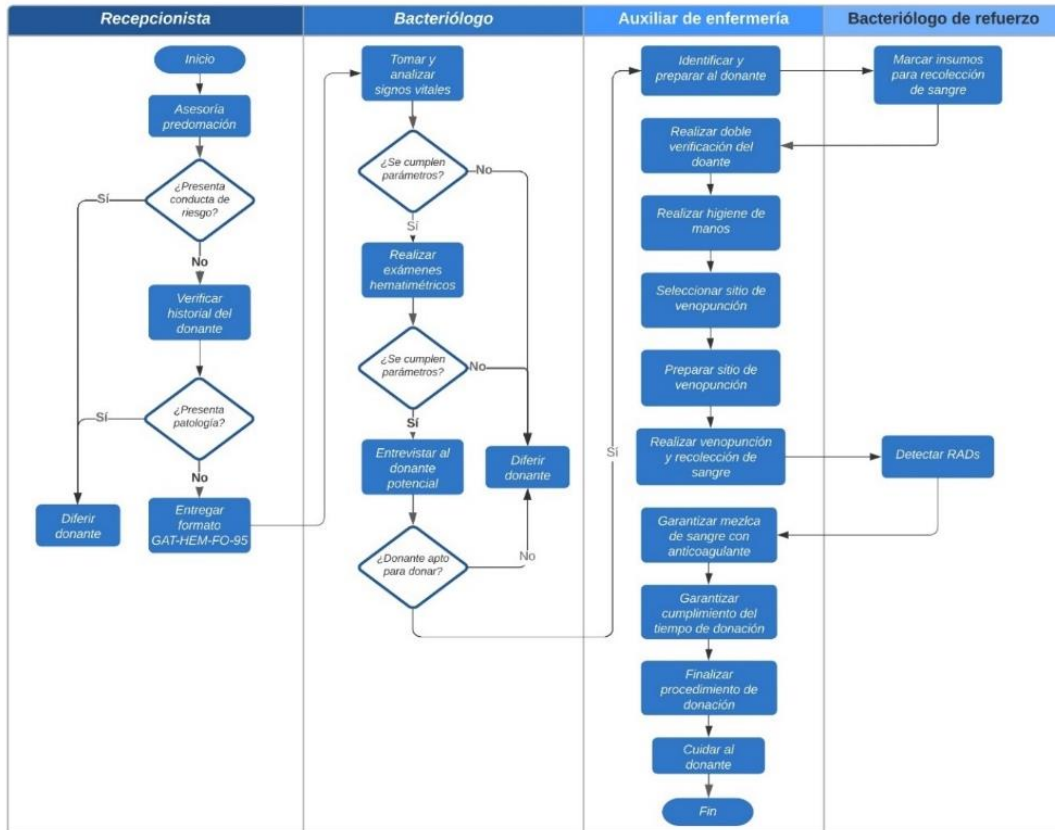 Recepcionista
Bacteriólogo
Auxiliar de enfermería
Bacteriólogo de refuerzo
Inicio
Asesoría
predomación
¿Presenta
conducta de
riesgo?
Sí
No
Verificar
historial del
donante
¿Presenta
patología?
Sí
No
Diferir
donante
Entregar
formato
GAT-HEM-FO-95
Tomar y
analizar
signos vitales
¿Se cumplen
parámetros?
No
Sí
Realizar
exámenes
hematimétricos
¿Se cumplen
parámetros?
No
Sí
Entrevistar al
donante
potencial
Diferir
donante
¿Donante apto
para donar?
No
Sí
Identificar y
preparar al donante
Marcar insumos
para recolección
de sangre
Realizar doble
verificación del
doante
Realizar higiene de
manos
Seleccionar sitio de
venopunción
Preparar sitio de
venopunción
Realizar venopunción
y recolección de
sangre
Detectar RADs
Garantizar mezlca
de sangre con
anticoagulante
Garantizar
cumplimiento del
tiempo de donación
Finalizar
procedimiento de
donación
Cuidar al
donante
Fin